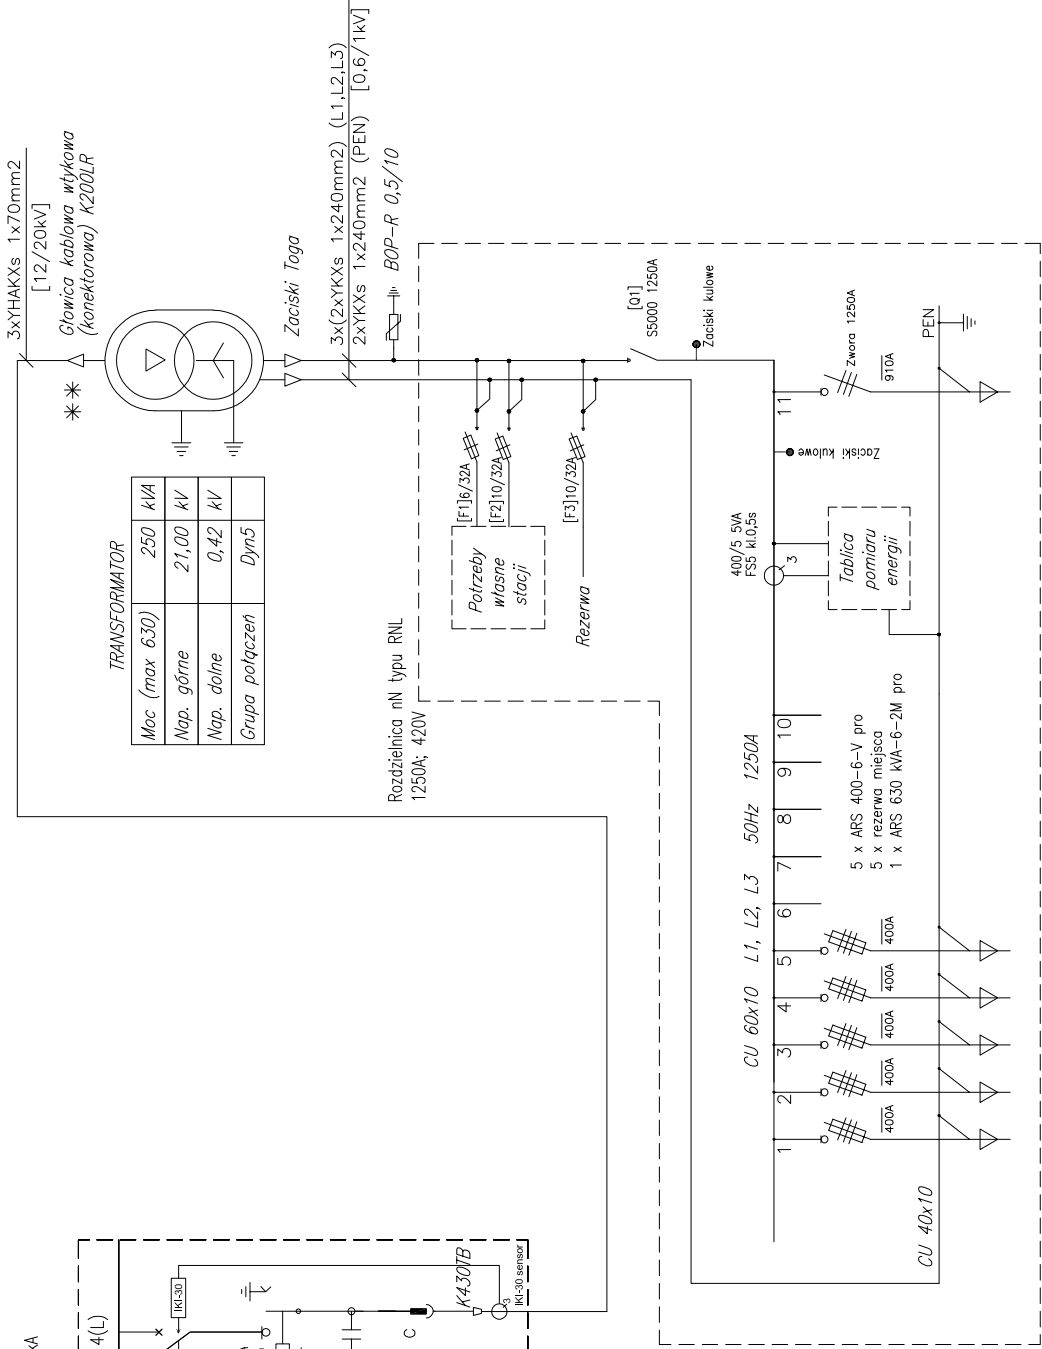 3xYHAKXs 1x70mm2
[12/20kV]
Głowica kablowa wtykowa
(konektorowa) K200LR
Zaciski Toga
3x(2xYKXs 1x240mm2) (L1,L2,L3)
2xYKXs 1x240mm2 (PEN) [0,6/1kV]
BOP-R 0,5/10
TRANSFORMATOR
Moc (max 630) 250 kVA
Nap. górne 21,00 kV
Nap. dolne 0,42 kV
Grupa połączeń Dyn5
Rozdzielnica nN typu RNL
1250A; 420V
[F1]6/32A
[F2]10/32A
[F3]10/32A
Potrzeby
własne
stacji
Rezerwa
[Q1]
S5000 1250A
Zaciski kulowe
Zaciski kulowe
400/5 5VA
FS5 kl.0,5s
3
Tablica
pomiaru
energii
11
Zwora 1250A
910A
PEN
CU 60x10 L1, L2, L3 50Hz 1250A
1
2
3
4
5
6
7
8
9
10
400A
400A
400A
400A
400A
5 x ARS 400-6-V pro
5 x rezerwa miejsca
1 x ARS 630 kVA-6-2M pro
CU 40x10
kA
4(L)
IKI-30
C
K430TB
3
IKI-30 sensor